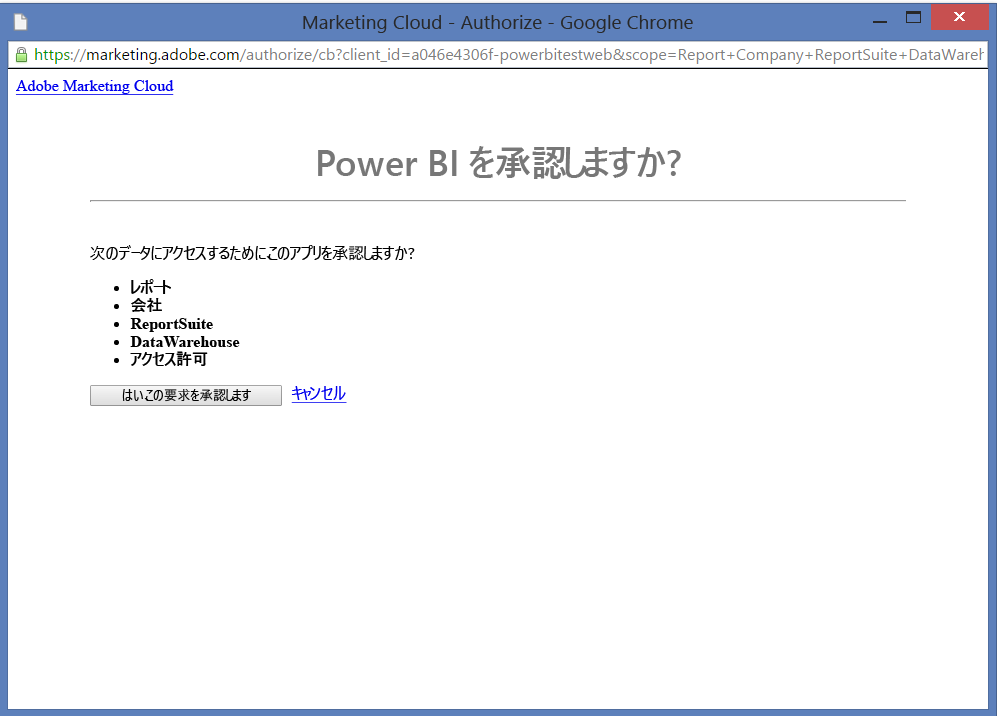 Marketing Cloud - Authorize - Google Chrome
https://marketing.adobe.com/authorize/cb?client_id=a046e4306f-powerbitestweb&scope=Report+Company+ReportSuite+DataWareh
Adobe Marketing Cloud
Power BI を承認しますか?
次のデータにアクセスするためにこのアプリを承認しますか?
• レポート
• 会社
• ReportSuite
• DataWarehouse
• アクセス許可
はいこの要求を承認します キャンセル